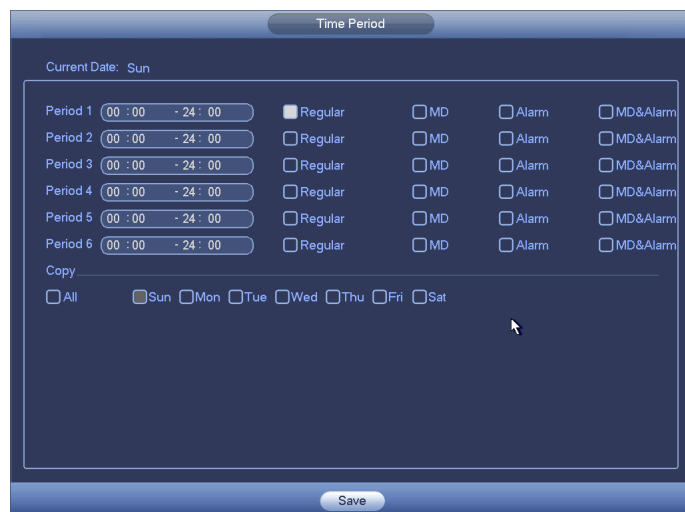 Time Period
Current Date: Sun
Period 1 00 : 00 - 24 : 00 Regular MD Alarm MD&Alarm
Period 2 00 : 00 - 24 : 00 Regular MD Alarm MD&Alarm
Period 3 00 : 00 - 24 : 00 Regular MD Alarm MD&Alarm
Period 4 00 : 00 - 24 : 00 Regular MD Alarm MD&Alarm
Period 5 00 : 00 - 24 : 00 Regular MD Alarm MD&Alarm
Period 6 00 : 00 - 24 : 00 Regular MD Alarm MD&Alarm
Copy
All Sun Mon Tue Wed Thu Fri Sat
Save